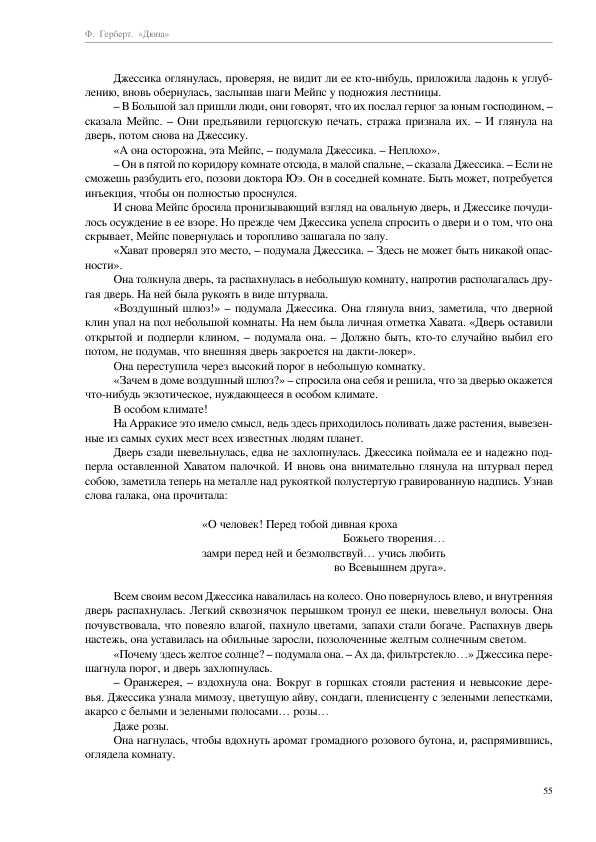 Ф. Герберт. «Дюна»
Джессика оглянулась, проверяя, не видит ли ее кто-нибудь, приложила ладонь к углуб-
лению, вновь обернулась, заслышав шаги Мейпс у подножия лестницы.
– В Большой зал пришли люди, они говорят, что их послал герцог за юным господином, –
сказала Мейпс. – Они предъявили герцогскую печать, стража признала их. – И глянула на
дверь, потом снова на Джессику.
«А она осторожна, эта Мейпс, – подумала Джессика. – Неплохо».
– Он в пятой по коридору комнате отсюда, в малой спальне, – сказала Джессика. – Если не
сможешь разбудить его, позови доктора Юэ. Он в соседней комнате. Быть может, потребуется
инъекция, чтобы он полностью проснулся.
И снова Мейпс бросила пронизывающий взгляд на овальную дверь, и Джессике почуди-
лось осуждение в ее взоре. Но прежде чем Джессика успела спросить о двери и о том, что она
скрывает, Мейпс повернулась и торопливо зашагала по залу.
«Хават проверял это место, – подумала Джессика. – Здесь не может быть никакой опас-
ности».
Она толкнула дверь, та распахнулась в небольшую комнату, напротив располагалась дру-
гая дверь. На ней была рукоять в виде штурвала.
«Воздушный шлюз!» – подумала Джессика. Она глянула вниз, заметила, что дверной
клин упал на пол небольшой комнаты. На нем была личная отметка Хавата. «Дверь оставили
открытой и подперли клином, – подумала она. – Должно быть, кто-то случайно выбил его
потом, не подумав, что внешняя дверь закроется на дакти-локер».
Она переступила через высокий порог в небольшую комнатку.
«Зачем в доме воздушный шлюз?» – спросила она себя и решила, что за дверью окажется
что-нибудь экзотическое, нуждающееся в особом климате.
В особом климате!
На Арракисе это имело смысл, ведь здесь приходилось поливать даже растения, вывезен-
ные из самых сухих мест всех известных людям планет.
Дверь сзади шевельнулась, едва не захлопнулась. Джессика поймала ее и надежно под-
перла оставленной Хаватом палочкой. И вновь она внимательно глянула на штурвал перед
собою, заметила теперь на металле над рукояткой полустертую гравированную надпись. Узнав
слова галака, она прочитала:
«О человек! Перед тобой дивная кроха
Божьего творения…
замри перед ней и безмолвствуй… учись любить
во Всевышнем друга».
Всем своим весом Джессика навалилась на колесо. Оно повернулось влево, и внутренняя
дверь распахнулась. Легкий сквознячок перышком тронул ее щеки, шевельнул волосы. Она
почувствовала, что повеяло влагой, пахнуло цветами, запахи стали богаче. Распахнув дверь
настежь, она уставилась на обильные заросли, позолоченные желтым солнечным светом.
«Почему здесь желтое солнце? – подумала она. – Ах да, фильтрстекло…» Джессика пере-
шагнула порог, и дверь захлопнулась.
– Оранжерея, – вздохнула она. Вокруг в горшках стояли растения и невысокие дере-
вья. Джессика узнала мимозу, цветущую айву, сондаги, пленисценту с зелеными лепестками,
акарсо с белыми и зелеными полосами… розы…
Даже розы.
Она нагнулась, чтобы вдохнуть аромат громадного розового бутона, и, распрямившись,
оглядела комнату.
55